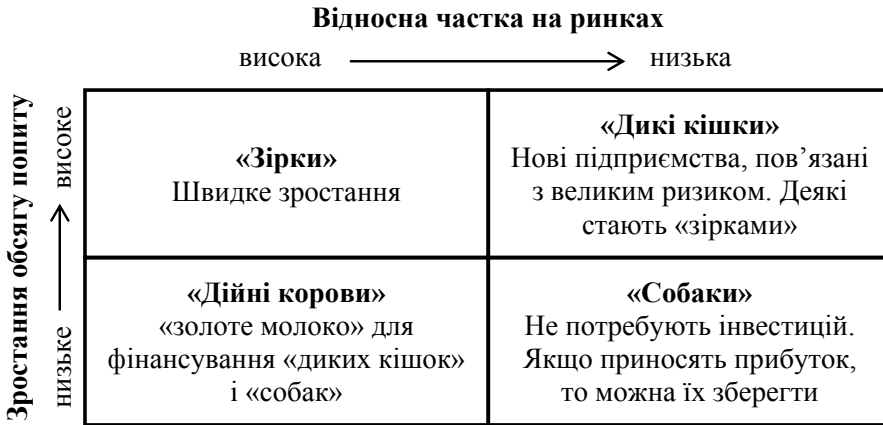 Відносна частка на ринках
висока низька
Зростання обсягу попиту
високе
низьке
«Зірки»
Швидке зростання
«Дикі кішки»
Нові підприємства, пов’язані
з великим ризиком. Деякі
стають «зірками»
«Дійні корови»
«золоте молоко» для
фінансування «диких кішок»
і «собак»
«Собаки»
Не потребують інвестицій.
Якщо приносять прибуток,
то можна їх зберегти